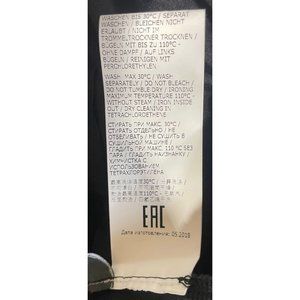 WASCHEN BIS 30°C / SEPARAT
WASCHEN / BLEICHEN NICHT
ERLAUBT / NICHT IM
TROMMELTROCKNER TROCKNEN /
BÜGELN MIT BIS ZU 110°C -
OHNE DAMPF / AUF LINKS
BÜGELN / REINIGEN MIT
PERCHLORETHYLEN
WASH MAX 30°C / WASH
SEPARATELY / DO NOT BLEACH /
DO NOT TUMBLE DRY / IRONING
MAXIMUM TEMPERATURE 110°C -
WITHOUT STEAM / IRON INSIDE
OUT / DRY CLEANING IN
TETRACHLOROETHENE
СТИРАТЬ ПРИ МАКС. 30°C /
СТИРАТЬ ОТДЕЛЬНО / НЕ
ОТБЕЛИВАТЬ / НЕ СУШИТЬ В
СУШИЛЬНОЙ МАШИНЕ /
ГЛАДИТЬ ПРИ МАКС. 110 °C БЕЗ
ПАРА / ГЛАДИТЬ НАИЗНАНКУ /
ХИМЧИСТКА С
ИСПОЛЬЗОВАНИЕМ
ТЕТРАХЛОРЭТИЛЕНА
30°C /
110°C -
EAC
Дата изготовления: 05.2018